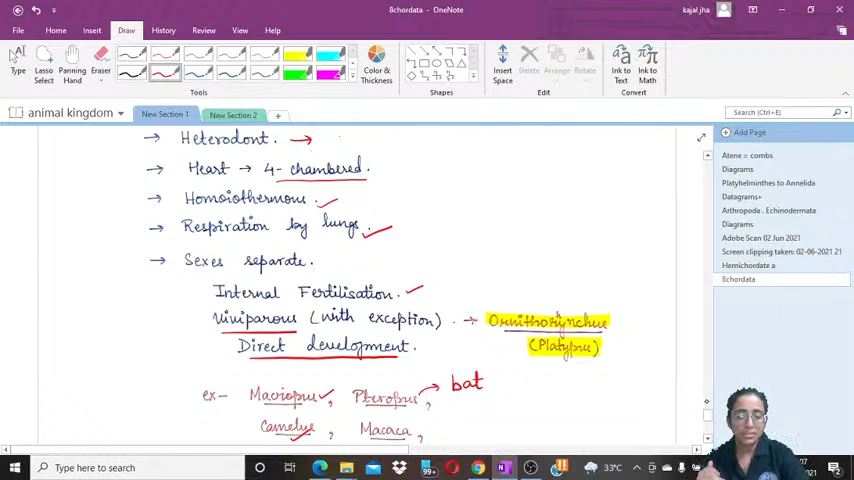 8chordata - OneNote
kajal jha
File Home Insert Draw History Review View Help
Type Lasso Select Panning Hand Eraser
Color & Thickness
Insert Space Delete Arrange Rotate
Ink to Text Ink to Math
Tools Shapes Edit Convert
animal kingdom New Section 1 New Section 2 +
Search (Ctrl+E)
Add Page
Atene = combs
Diagrams
Platyhelminthes to Annelida
Datagrams+
Arthropoda . Echinodermata
Diagrams
Adobe Scan 02 Jun 2021
Screen clipping taken: 02-06-2021 21
Hemichordate a
8chordata
→ Heterodont. →
→ Heart → 4-chambered.
→ Homoiothermous.
→ Respiration by lungs.
→ Sexes separate.
Internal Fertilisation.
Viviparous (with exception) . → Ornithorynchue
Direct development. (Platypus)
ex- Macropus, Pteropus, → bat
Camelus, Macaca,
Type here to search
99+
33°C
07
2021